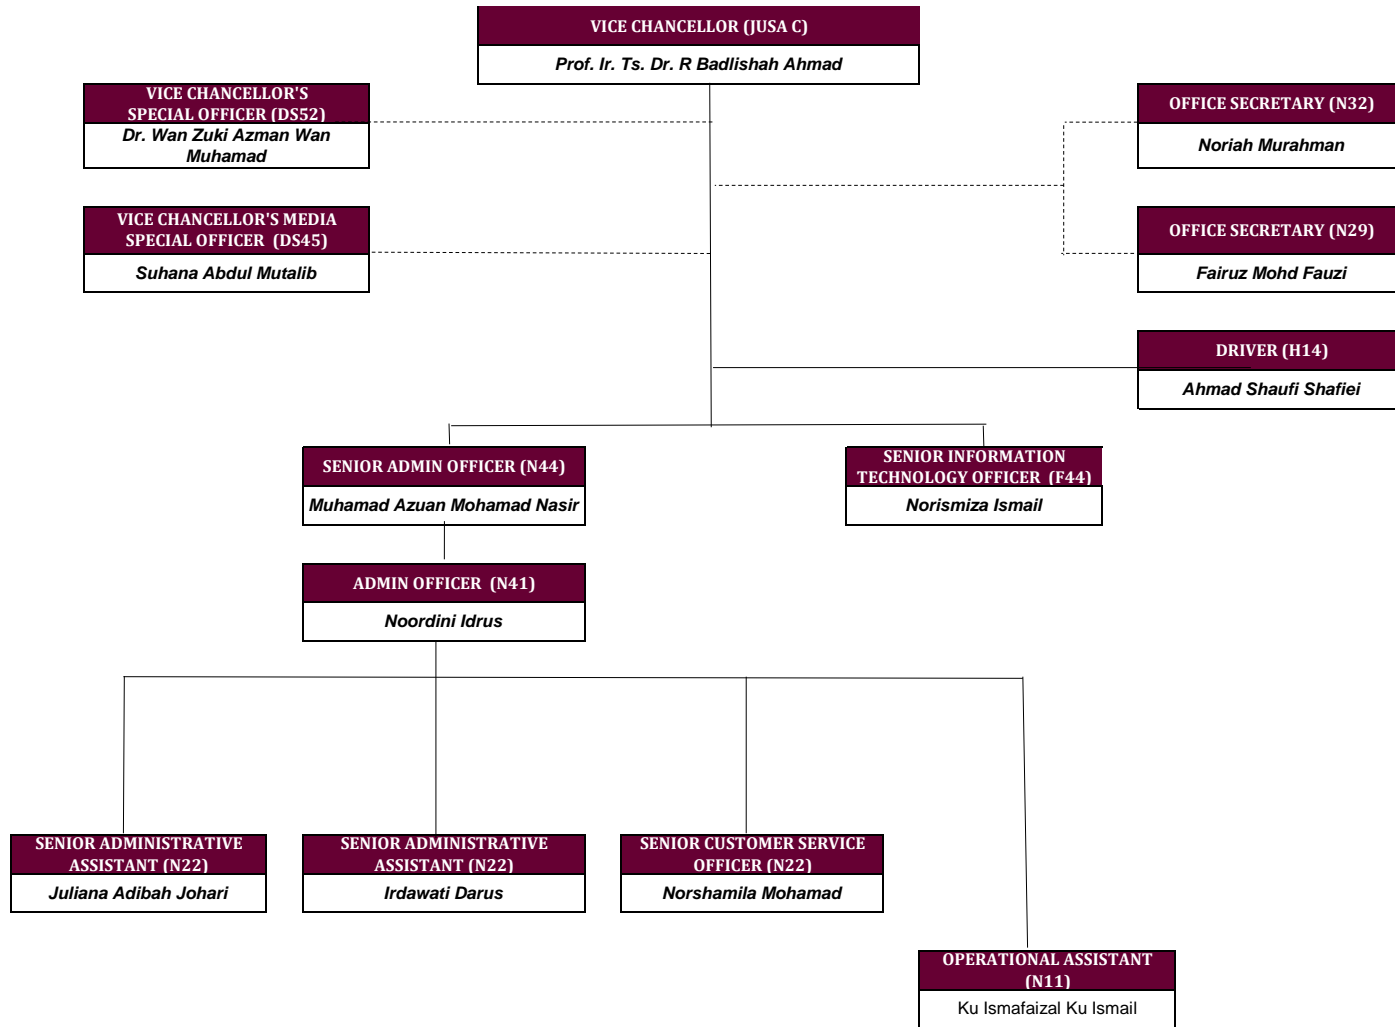 VICE CHANCELLOR (JUSA C)
Prof. Ir. Ts. Dr. R Badlishah Ahmad
VICE CHANCELLOR'S
SPECIAL OFFICER (DS52)
Dr. Wan Zuki Azman Wan
Muhamad
OFFICE SECRETARY (N32)
Noriah Murahman
VICE CHANCELLOR'S MEDIA
SPECIAL OFFICER (DS45)
Suhana Abdul Mutalib
OFFICE SECRETARY (N29)
Fairuz Mohd Fauzi
DRIVER (H14)
Ahmad Shaufi Shafiei
SENIOR ADMIN OFFICER (N44)
Muhamad Azuan Mohamad Nasir
SENIOR INFORMATION
TECHNOLOGY OFFICER (F44)
Norismiza Ismail
ADMIN OFFICER (N41)
Noordini Idrus
SENIOR ADMINISTRATIVE
ASSISTANT (N22)
Juliana Adibah Johari
SENIOR ADMINISTRATIVE
ASSISTANT (N22)
Irdawati Darus
SENIOR CUSTOMER SERVICE
OFFICER (N22)
Norshamila Mohamad
OPERATIONAL ASSISTANT
(N11)
Ku Ismafaizal Ku Ismail